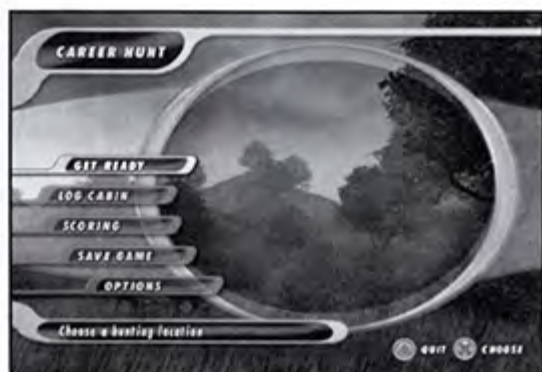 CAREER HUNT
GET READY
LOG CABIN
SCORING
SAVE GAME
OPTIONS
Choose a hunting location
QUIT CHOOSE